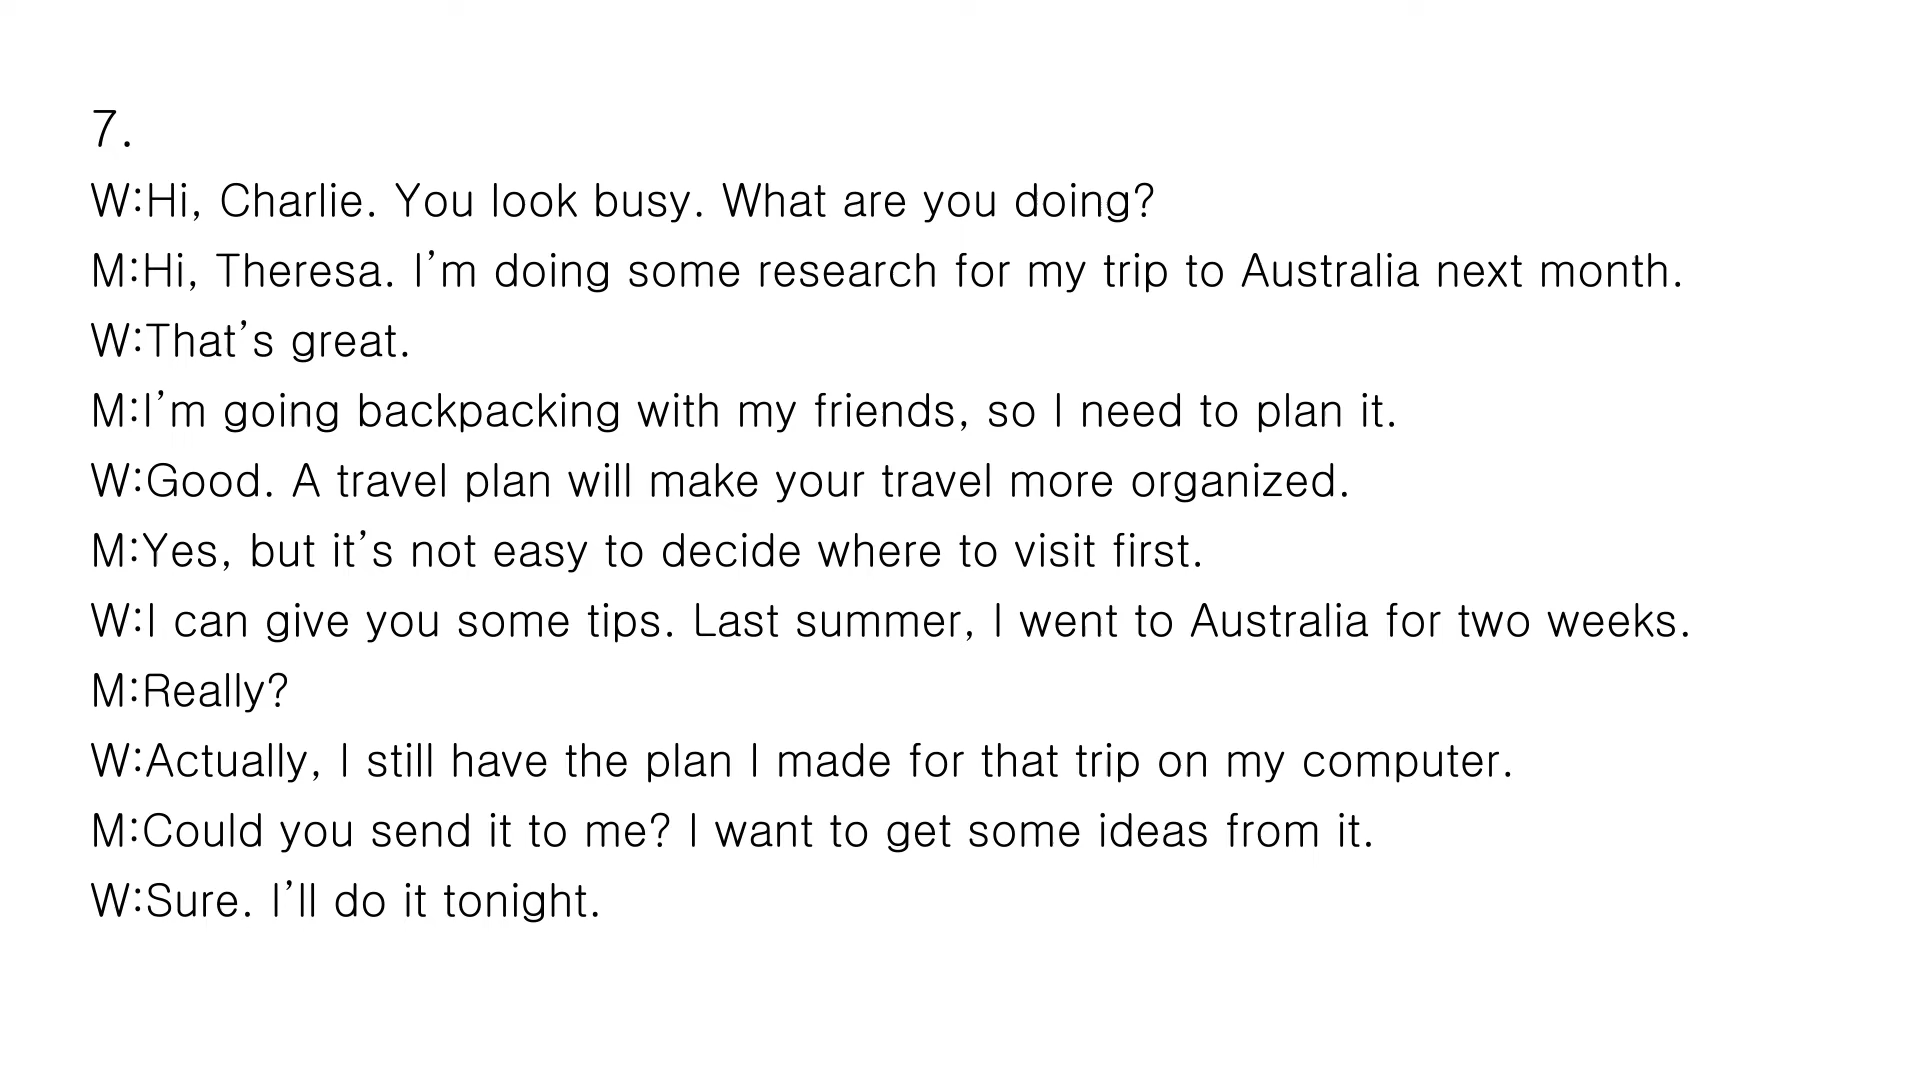 7.
W:Hi, Charlie. You look busy. What are you doing?
M:Hi, Theresa. I’m doing some research for my trip to Australia next month.
W:That’s great.
M:I’m going backpacking with my friends, so I need to plan it.
W:Good. A travel plan will make your travel more organized.
M:Yes, but it’s not easy to decide where to visit first.
W:I can give you some tips. Last summer, I went to Australia for two weeks.
M:Really?
W:Actually, I still have the plan I made for that trip on my computer.
M:Could you send it to me? I want to get some ideas from it.
W:Sure. I’ll do it tonight.